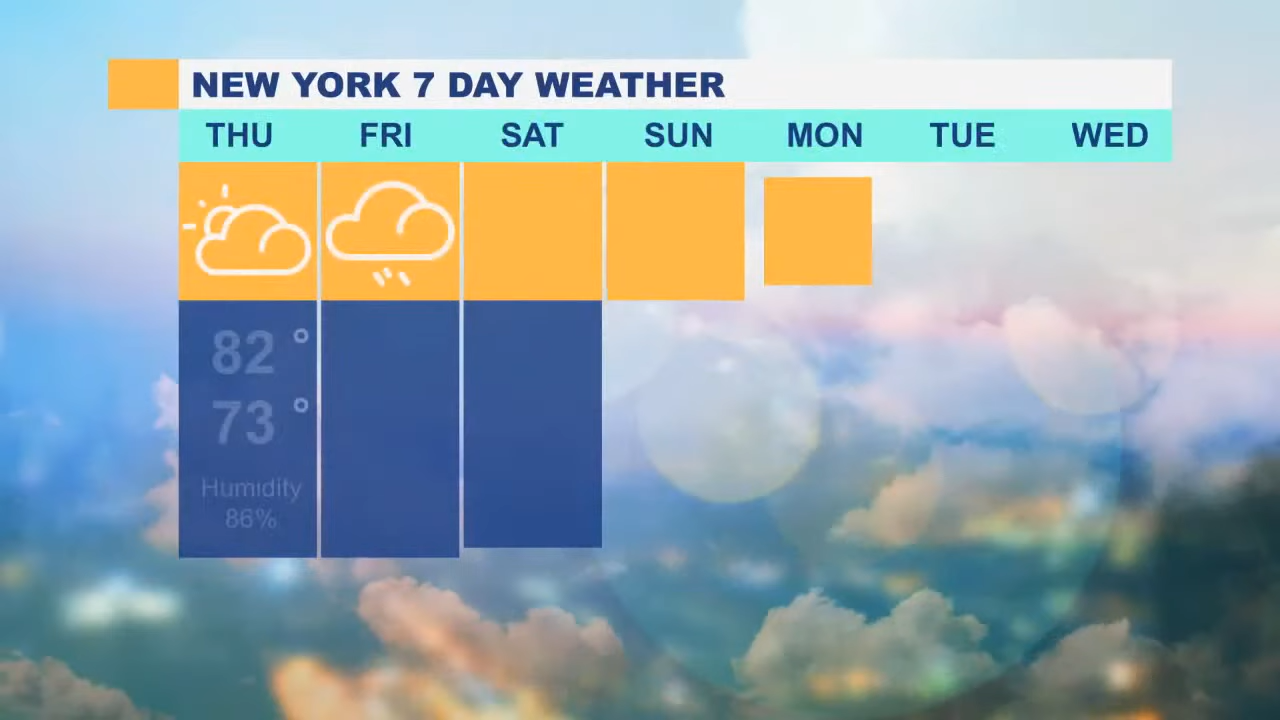 NEW YORK 7 DAY WEATHER
THU FRI SAT SUN MON TUE WED
82°
73°
Humidity
86%